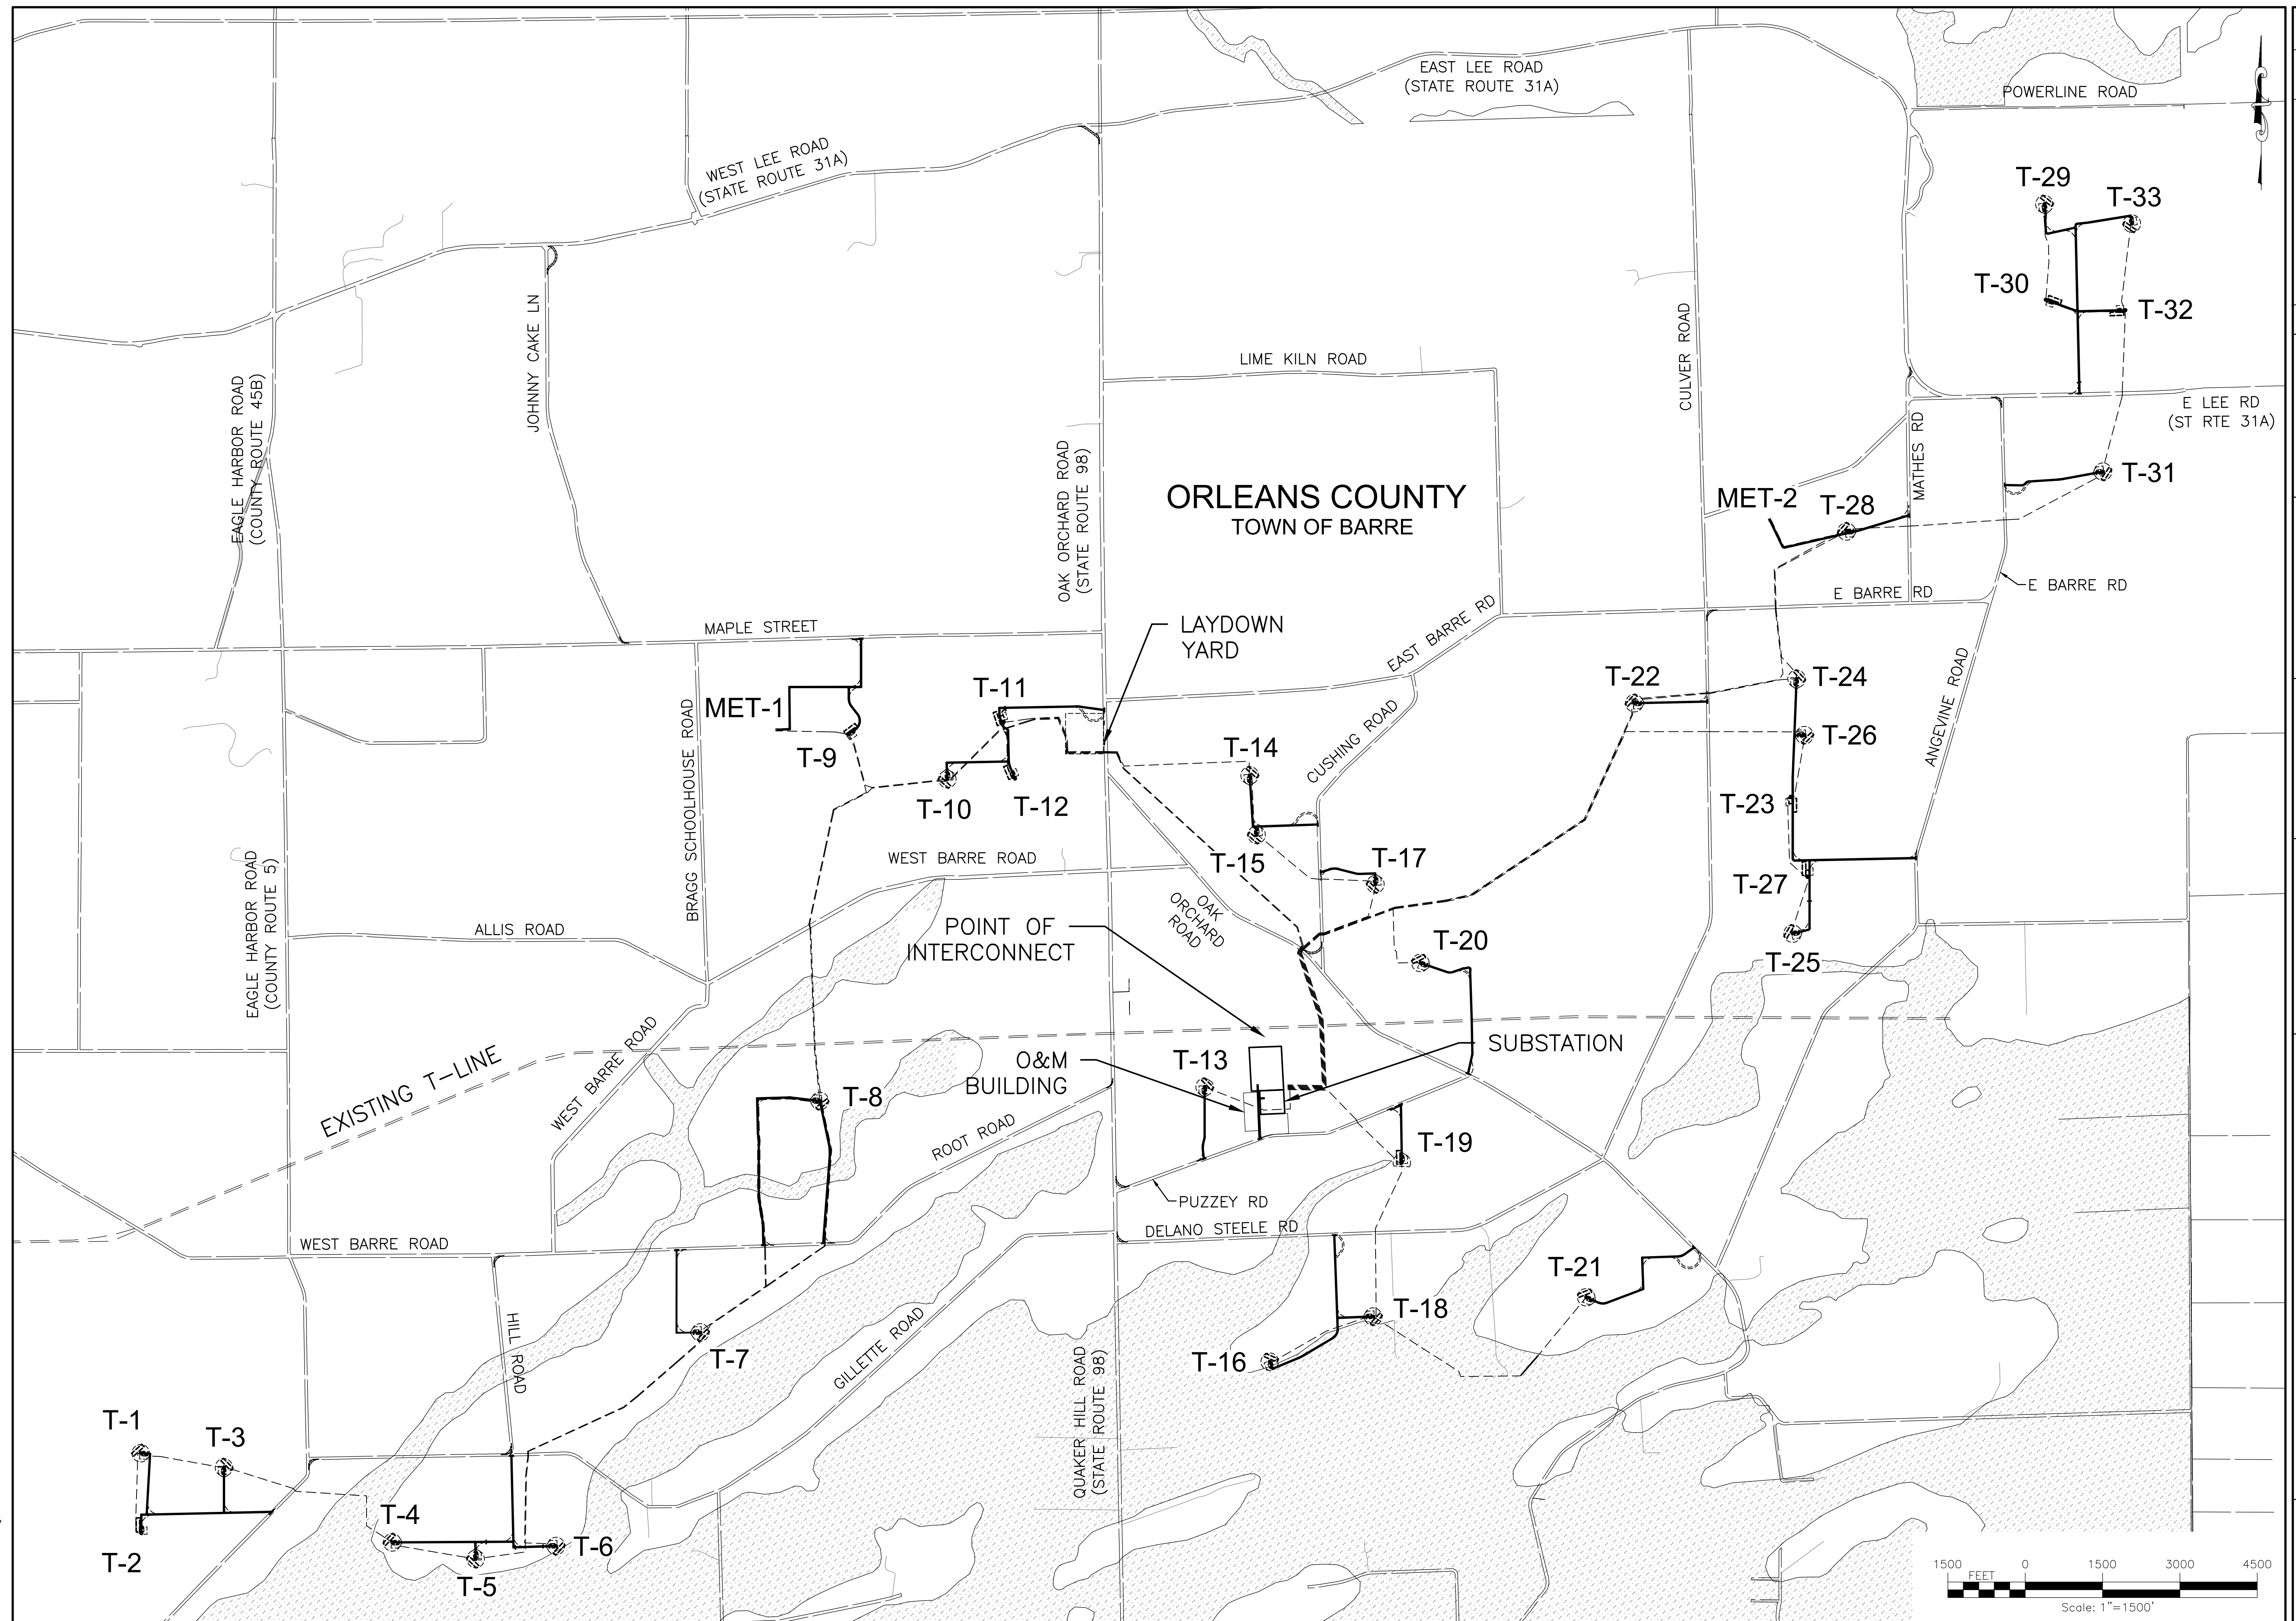 EAST LEE ROAD
(STATE ROUTE 31A)
POWERLINE ROAD
WEST LEE ROAD
(STATE ROUTE 31A)
T-29
T-33
T-30
T-32
JOHNNY CAKE LN
LIME KILN ROAD
CULVER ROAD
EAGLE HARBOR ROAD
(COUNTY ROUTE 45B)
E LEE RD
(ST RTE 31A)
MATHES RD
OAK ORCHARD ROAD
(STATE ROUTE 98)
ORLEANS COUNTY
TOWN OF BARRE
T-31
MET-2
T-28
E BARRE RD
E BARRE RD
MAPLE STREET
LAYDOWN
YARD
EAST BARRE RD
T-24
T-22
T-11
MET-1
T-9
BRAGG SCHOOLHOUSE ROAD
CUSHING ROAD
T-26
ANGEVINE ROAD
T-14
T-10
T-12
T-23
T-15
T-17
WEST BARRE ROAD
T-27
EAGLE HARBOR ROAD
(COUNTY ROUTE 5)
ALLIS ROAD
OAK
ORCHARD
ROAD
POINT OF
INTERCONNECT
T-20
T-25
WEST BARRE ROAD
SUBSTATION
O&M
BUILDING
T-13
EXISTING T-LINE
T-8
ROOT ROAD
T-19
PUZZEY RD
DELANO STEELE RD
WEST BARRE ROAD
T-21
HILL ROAD
T-7
T-18
T-16
GILLETTE ROAD
QUAKER HILL ROAD
(STATE ROUTE 98)
T-1
T-3
T-4
T-6
T-2
T-5
1500 0 1500 3000 4500
FEET
Scale: 1"=1500'